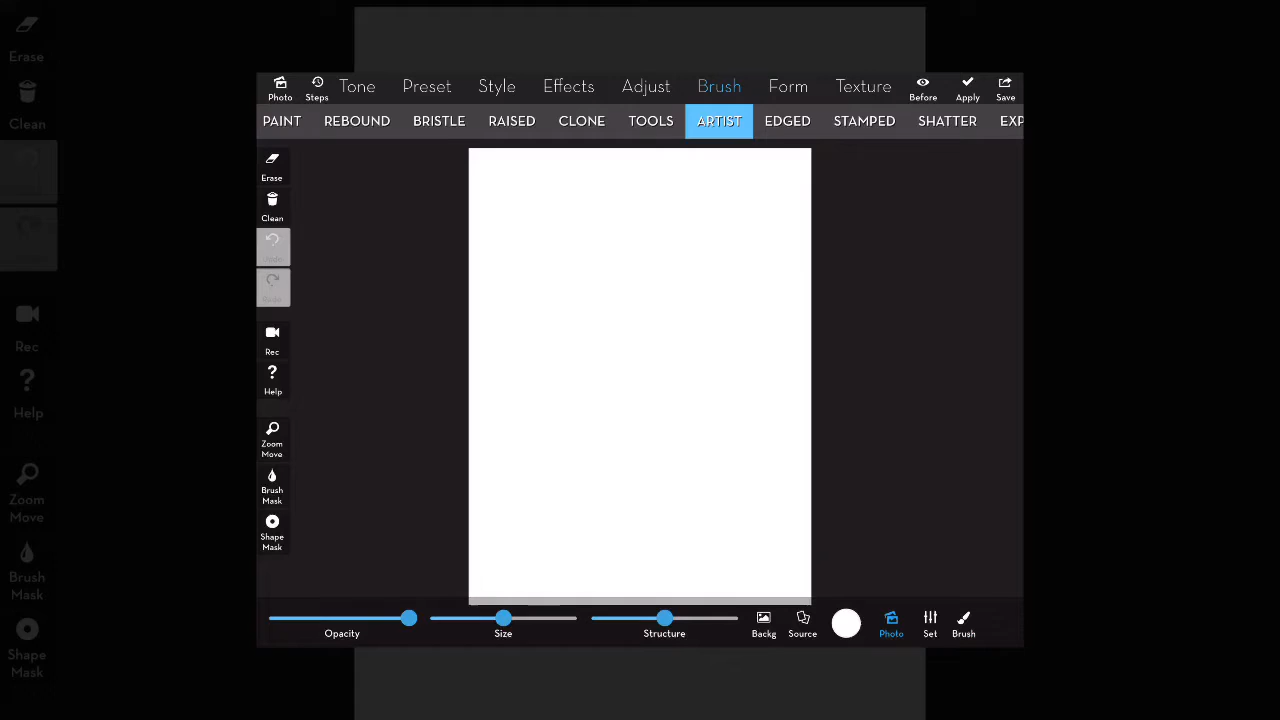 Photo Steps Tone Preset Style Effects Adjust Brush Form Texture Before Apply Save
PAINT REBOUND BRISTLE RAISED CLONE TOOLS ARTIST EDGED STAMPED SHATTER EXP
Erase
Clean
Rec
Help
Zoom
Move
Brush
Mask
Shape
Mask
Opacity Size Structure Backg Source Photo Set Brush
Erase
Clean
Rec
Help
Zoom
Move
Brush
Mask
Shape
Mask